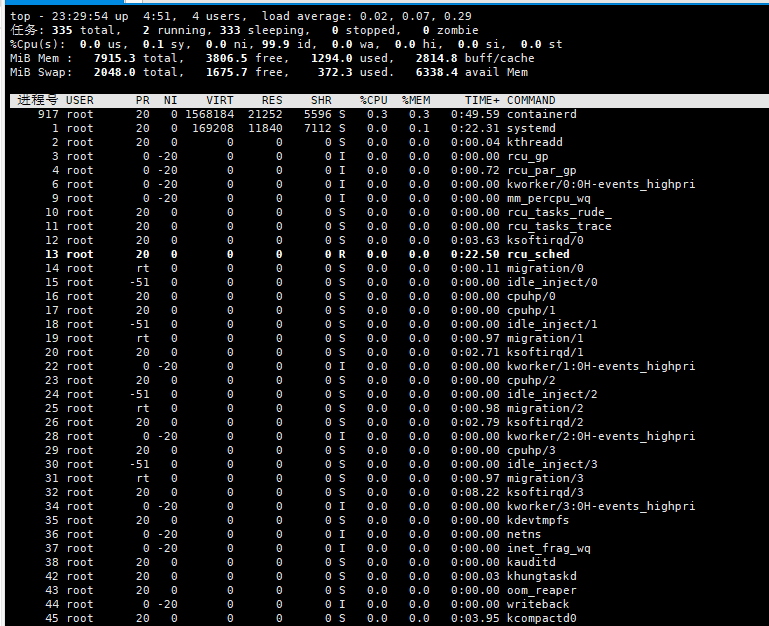 top - 23:29:54 up  4:51,  4 users,  load average: 0.02, 0.07, 0.29
任务: 335 total,   2 running, 333 sleeping,   0 stopped,   0 zombie
%Cpu(s):  0.0 us,  0.1 sy,  0.0 ni, 99.9 id,  0.0 wa,  0.0 hi,  0.0 si,  0.0 st
MiB Mem :   7915.3 total,   3806.5 free,   1294.0 used,   2814.8 buff/cache
MiB Swap:   2048.0 total,   1675.7 free,    372.3 used.   6338.4 avail Mem
进程号 USER      PR  NI    VIRT    RES    SHR   %CPU  %MEM     TIME+ COMMAND
917 root      20   0 1568184  21252   5596 S   0.3   0.3   0:49.59 containerd
1 root      20   0  169208  11840   7112 S   0.0   0.1   0:22.31 systemd
2 root      20   0       0      0      0 S   0.0   0.0   0:00.04 kthreadd
3 root       0 -20       0      0      0 I   0.0   0.0   0:00.00 rcu_gp
4 root       0 -20       0      0      0 I   0.0   0.0   0:00.72 rcu_par_gp
6 root       0 -20       0      0      0 I   0.0   0.0   0:00.00 kworker/0:0H-events_highpri
9 root       0 -20       0      0      0 I   0.0   0.0   0:00.00 mm_percpu_wq
10 root      20   0       0      0      0 S   0.0   0.0   0:00.00 rcu_tasks_rude_
11 root      20   0       0      0      0 S   0.0   0.0   0:00.00 rcu_tasks_trace
12 root      20   0       0      0      0 S   0.0   0.0   0:03.63 ksoftirqd/0
13 root      20   0       0      0      0 R   0.0   0.0   0:22.50 rcu_sched
14 root      rt   0       0      0      0 S   0.0   0.0   0:00.11 migration/0
15 root     -51   0       0      0      0 S   0.0   0.0   0:00.00 idle_inject/0
16 root      20   0       0      0      0 S   0.0   0.0   0:00.00 cpuhp/0
17 root      20   0       0      0      0 S   0.0   0.0   0:00.00 cpuhp/1
18 root     -51   0       0      0      0 S   0.0   0.0   0:00.00 idle_inject/1
19 root      rt   0       0      0      0 S   0.0   0.0   0:00.97 migration/1
20 root      20   0       0      0      0 S   0.0   0.0   0:02.71 ksoftirqd/1
22 root       0 -20       0      0      0 I   0.0   0.0   0:00.00 kworker/1:0H-events_highpri
23 root      20   0       0      0      0 S   0.0   0.0   0:00.00 cpuhp/2
24 root     -51   0       0      0      0 S   0.0   0.0   0:00.00 idle_inject/2
25 root      rt   0       0      0      0 S   0.0   0.0   0:00.98 migration/2
26 root      20   0       0      0      0 S   0.0   0.0   0:02.79 ksoftirqd/2
28 root       0 -20       0      0      0 I   0.0   0.0   0:00.00 kworker/2:0H-events_highpri
29 root      20   0       0      0      0 S   0.0   0.0   0:00.00 cpuhp/3
30 root     -51   0       0      0      0 S   0.0   0.0   0:00.00 idle_inject/3
31 root      rt   0       0      0      0 S   0.0   0.0   0:00.97 migration/3
32 root      20   0       0      0      0 S   0.0   0.0   0:08.22 ksoftirqd/3
34 root       0 -20       0      0      0 I   0.0   0.0   0:00.00 kworker/3:0H-events_highpri
35 root      20   0       0      0      0 S   0.0   0.0   0:00.00 kdevtmpfs
36 root       0 -20       0      0      0 I   0.0   0.0   0:00.00 netns
37 root       0 -20       0      0      0 I   0.0   0.0   0:00.00 inet_frag_wq
38 root      20   0       0      0      0 S   0.0   0.0   0:00.00 kauditd
42 root      20   0       0      0      0 S   0.0   0.0   0:00.03 khungtaskd
43 root      20   0       0      0      0 S   0.0   0.0   0:00.00 oom_reaper
44 root       0 -20       0      0      0 I   0.0   0.0   0:00.00 writeback
45 root      20   0       0      0      0 S   0.0   0.0   0:03.95 kcompactd0